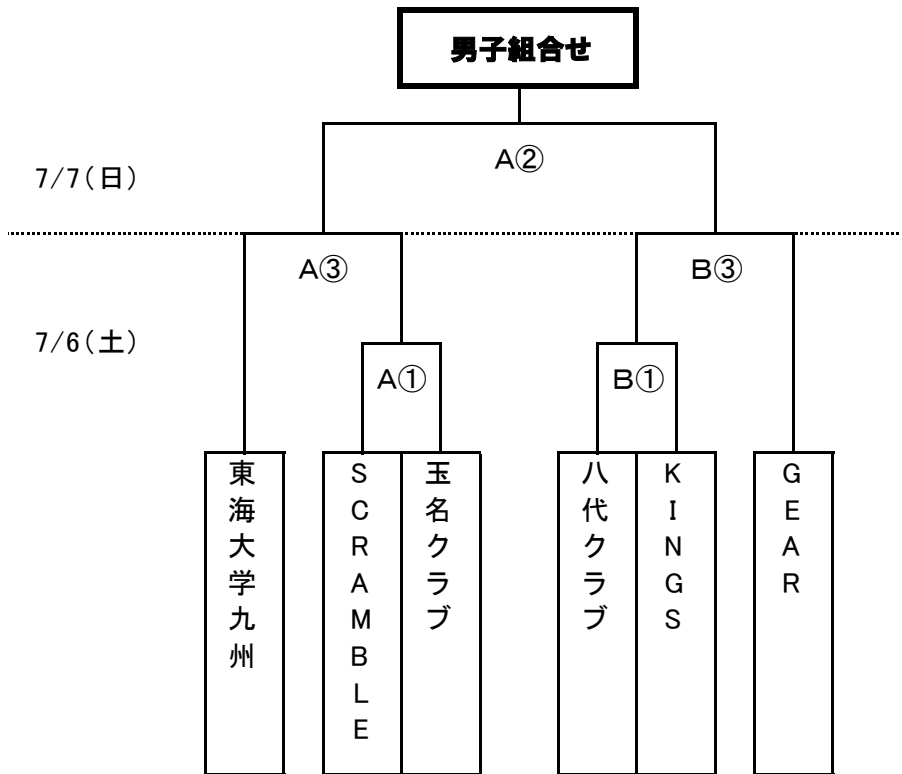 男子組合せ
A②
7/7(日)
A③
B③
7/6(土)
A①
B①
東海大学九州
SCRAMBLE
玉名クラブ
八代クラブ
KINGS
GEAR